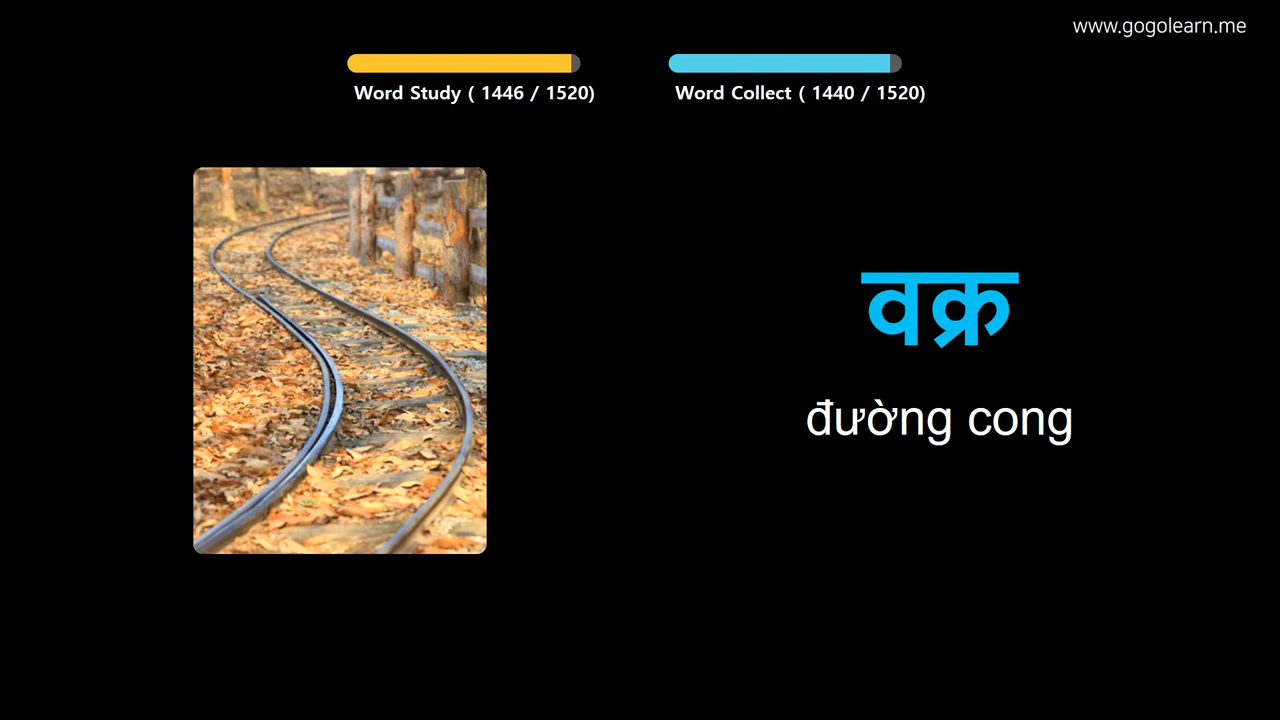 www.gogolearn.me
Word Study ( 1446 / 1520)
Word Collect ( 1440 / 1520)
वक्र
đường cong